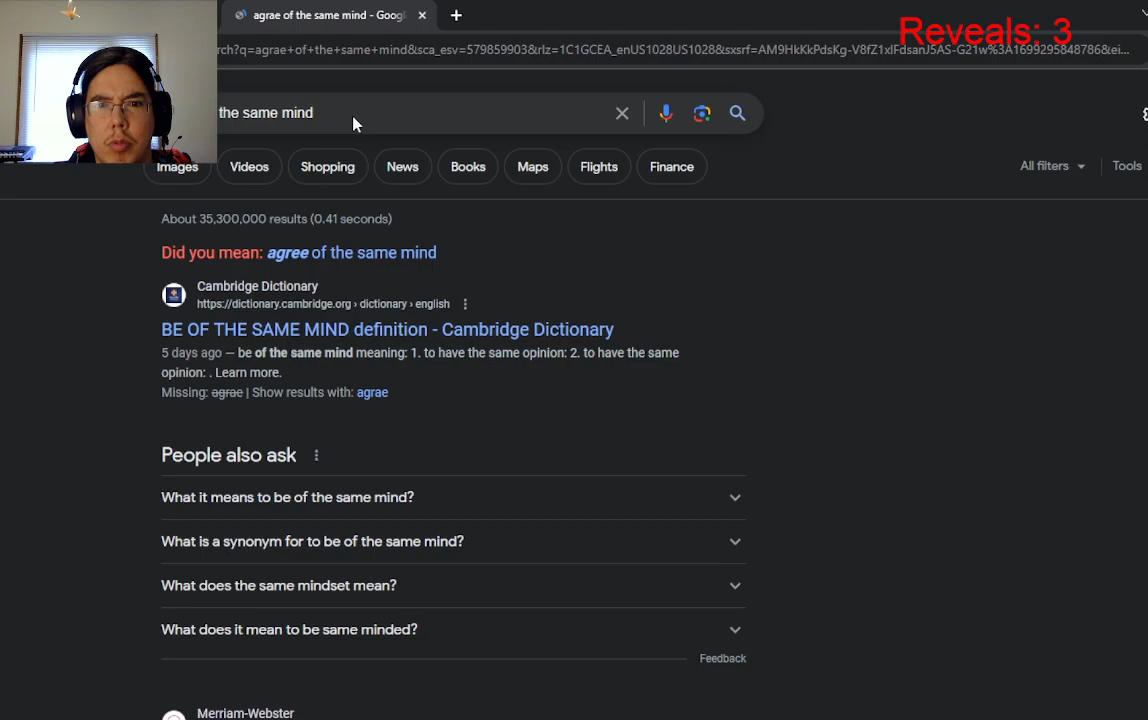 agrae of the same mind - Googl
Reveals: 3
rch?q=agrae+of+the+same+mind&sca_esv=579859903&rlz=1C1GCEA_enUS1028US1028&sxsrf=AM9HkKkPdsKg-V8fZ1xlFdsanJ5AS-G21w%3A1699295848786&ei...
the same mind
Images
Videos
Shopping
News
Books
Maps
Flights
Finance
All filters
Tools
About 35,300,000 results (0.41 seconds)
Did you mean: agree of the same mind
Cambridge Dictionary
https://dictionary.cambridge.org › dictionary › english
BE OF THE SAME MIND definition - Cambridge Dictionary
5 days ago — be of the same mind meaning: 1. to have the same opinion: 2. to have the same
opinion: . Learn more.
Missing: agrae | Show results with: agrae
People also ask
What it means to be of the same mind?
What is a synonym for to be of the same mind?
What does the same mindset mean?
What does it mean to be same minded?
Feedback
Merriam-Webster